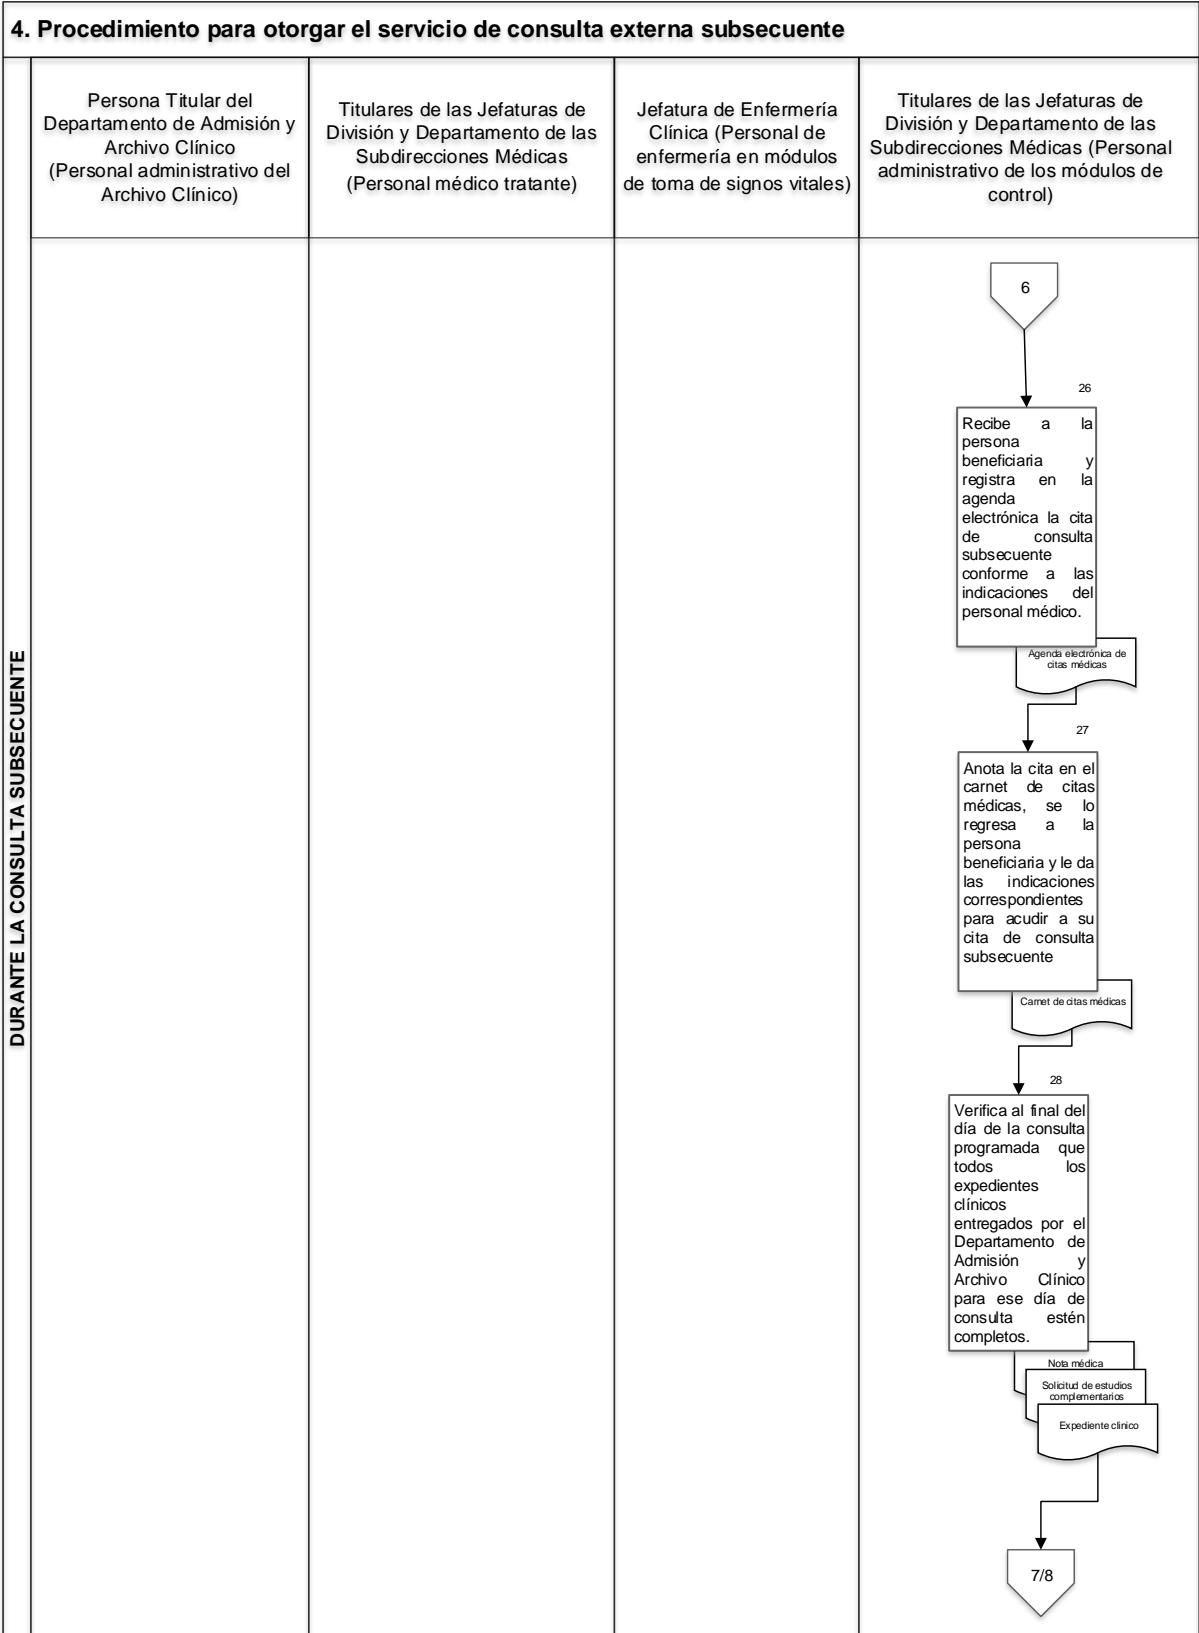 4. Procedimiento para otorgar el servicio de consulta externa subsecuente
Persona Titular del
Departamento de Admisión y
Archivo Clínico
(Personal administrativo del
Archivo Clínico)
Titulares de las Jefaturas de
División y Departamento de las
Subdirecciones Médicas
(Personal médico tratante)
Jefatura de Enfermería
Clínica (Personal de
enfermería en módulos
de toma de signos vitales)
Titulares de las Jefaturas de
División y Departamento de las
Subdirecciones Médicas (Personal
administrativo de los módulos de
control)
DURANTE LA CONSULTA SUBSECUENTE
6
26
Recibe a la
persona
beneficiaria y
registra en la
agenda
electrónica la cita
de consulta
subsecuente
conforme a las
indicaciones del
personal médico.
Agenda electrónica de
citas médicas
27
Anota la cita en el
carnet de citas
médicas, se lo
regresa a la
persona
beneficiaria y le da
las indicaciones
correspondientes
para acudir a su
cita de consulta
subsecuente
Carnet de citas médicas
28
Verifica al final del
día de la consulta
programada que
todos los
expedientes
clínicos
entregados por el
Departamento de
Admisión y
Archivo Clínico
para ese día de
consulta estén
completos.
Nota médica
Solicitud de estudios
complementarios
Expediente clinico
7/8